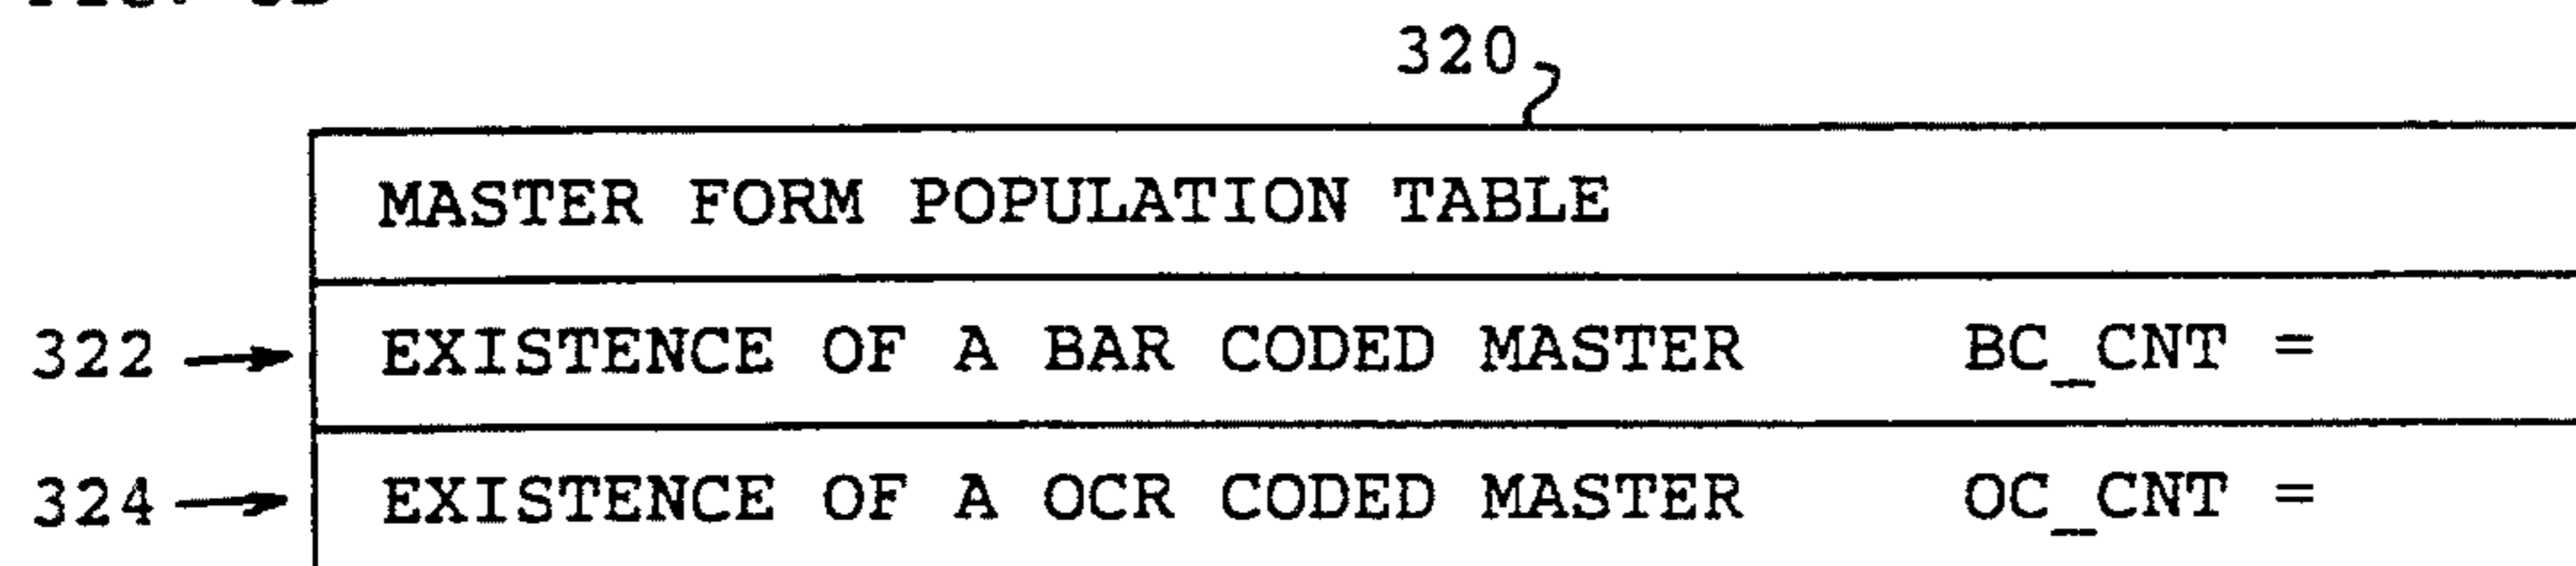 320
MASTER FORM POPULATION TABLE
322 EXISTENCE OF A BAR CODED MASTER BC_CNT =
324 EXISTENCE OF A OCR CODED MASTER OC_CNT =